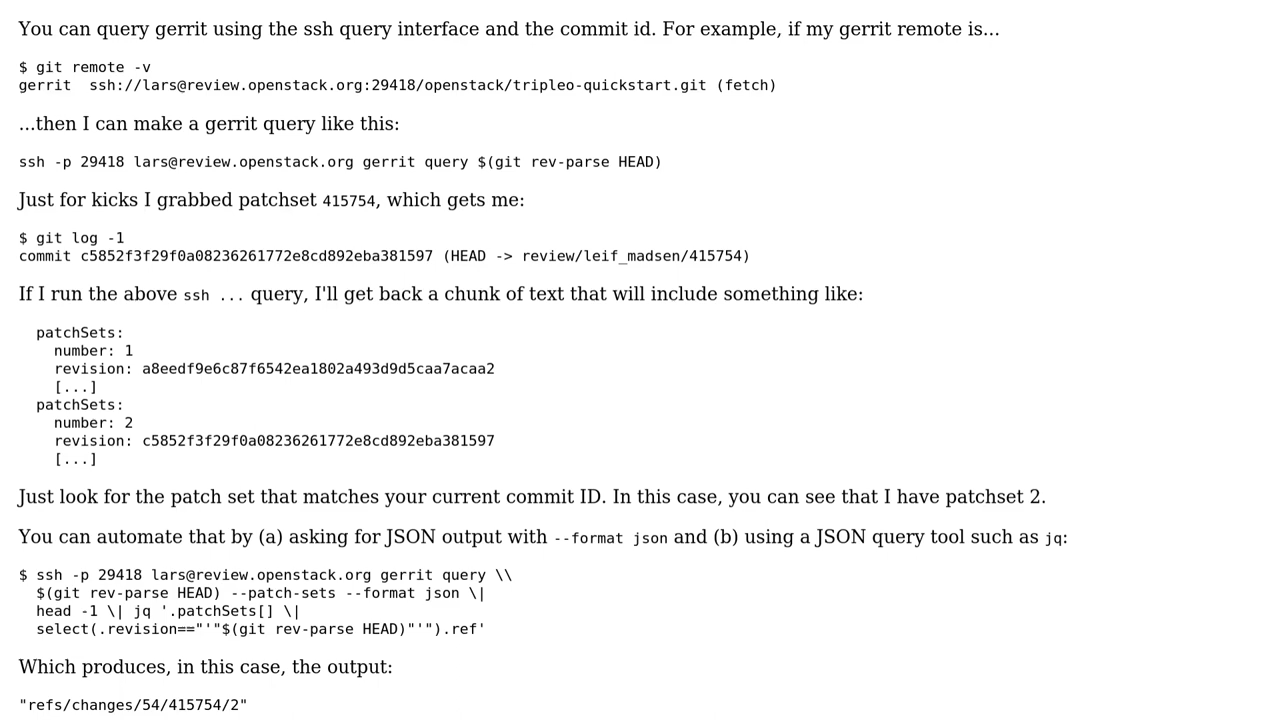 You can query gerrit using the ssh query interface and the commit id. For example, if my gerrit remote is...
$ git remote -v
gerrit  ssh://lars@review.openstack.org:29418/openstack/tripleo-quickstart.git (fetch)
...then I can make a gerrit query like this:
ssh -p 29418 lars@review.openstack.org gerrit query $(git rev-parse HEAD)
Just for kicks I grabbed patchset 415754, which gets me:
$ git log -1
commit c5852f3f29f0a08236261772e8cd892eba381597 (HEAD -> review/leif_madsen/415754)
If I run the above ssh ... query, I'll get back a chunk of text that will include something like:
  patchSets:
    number: 1
    revision: a8eedf9e6c87f6542ea1802a493d9d5caa7acaa2
    [...]
  patchSets:
    number: 2
    revision: c5852f3f29f0a08236261772e8cd892eba381597
    [...]
Just look for the patch set that matches your current commit ID. In this case, you can see that I have patchset 2.
You can automate that by (a) asking for JSON output with --format json and (b) using a JSON query tool such as jq:
$ ssh -p 29418 lars@review.openstack.org gerrit query \\
  $(git rev-parse HEAD) --patch-sets --format json \|
  head -1 \| jq '.patchSets[] \|
  select(.revision=="'"$(git rev-parse HEAD)"'").ref'
Which produces, in this case, the output:
"refs/changes/54/415754/2"